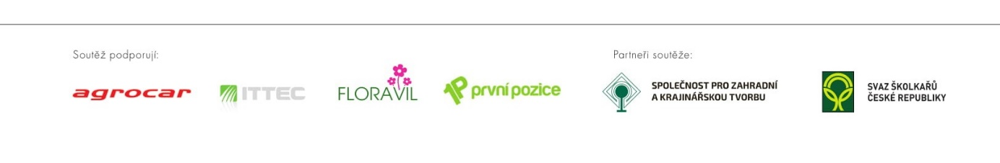 Soutěž podporují:
agrocar
ITTEC
FLORAVIL
první pozice
Partneři soutěže:
SPOLEČNOST PRO ZAHRADNÍ
A KRAJINÁŘSKOU TVORBU
SVAZ ŠKOLKAŘŮ
ČESKÉ REPUBLIKY